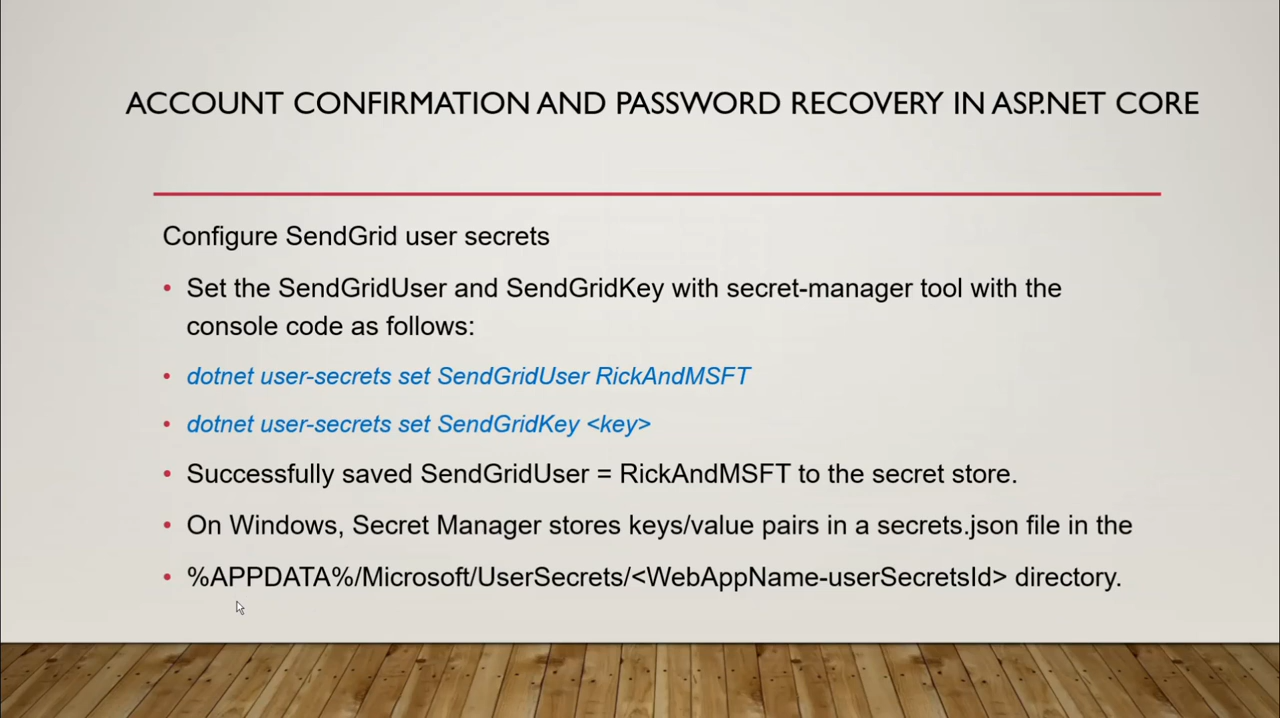 ACCOUNT CONFIRMATION AND PASSWORD RECOVERY IN ASP.NET CORE
Configure SendGrid user secrets
• Set the SendGridUser and SendGridKey with secret-manager tool with the
console code as follows:
• dotnet user-secrets set SendGridUser RickAndMSFT
• dotnet user-secrets set SendGridKey <key>
• Successfully saved SendGridUser = RickAndMSFT to the secret store.
• On Windows, Secret Manager stores keys/value pairs in a secrets.json file in the
• %APPDATA%/Microsoft/UserSecrets/<WebAppName-userSecretsId> directory.